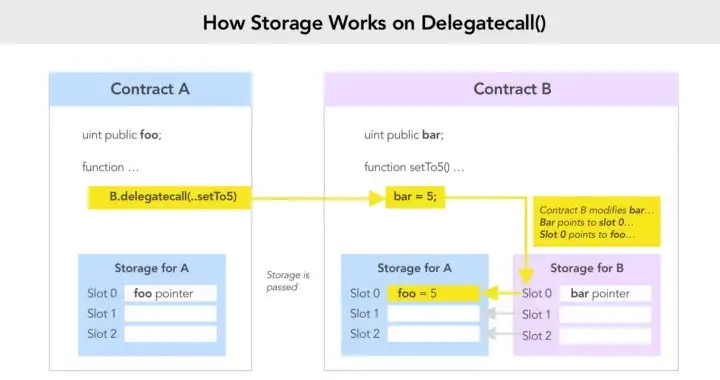 How Storage Works on Delegatecall()
Contract A
uint public foo;
function …
B.delegatecall(..setTo5)
Storage for A
Slot 0 foo pointer
Slot 1
Slot 2
Storage is
passed
Contract B
uint public bar;
function setTo5() …
bar = 5;
Contract B modifies bar…
Bar points to slot 0…
Slot 0 points to foo…
Storage for A
Slot 0 foo = 5
Slot 1
Slot 2
Storage for B
Slot 0 bar pointer
Slot 1
Slot 2